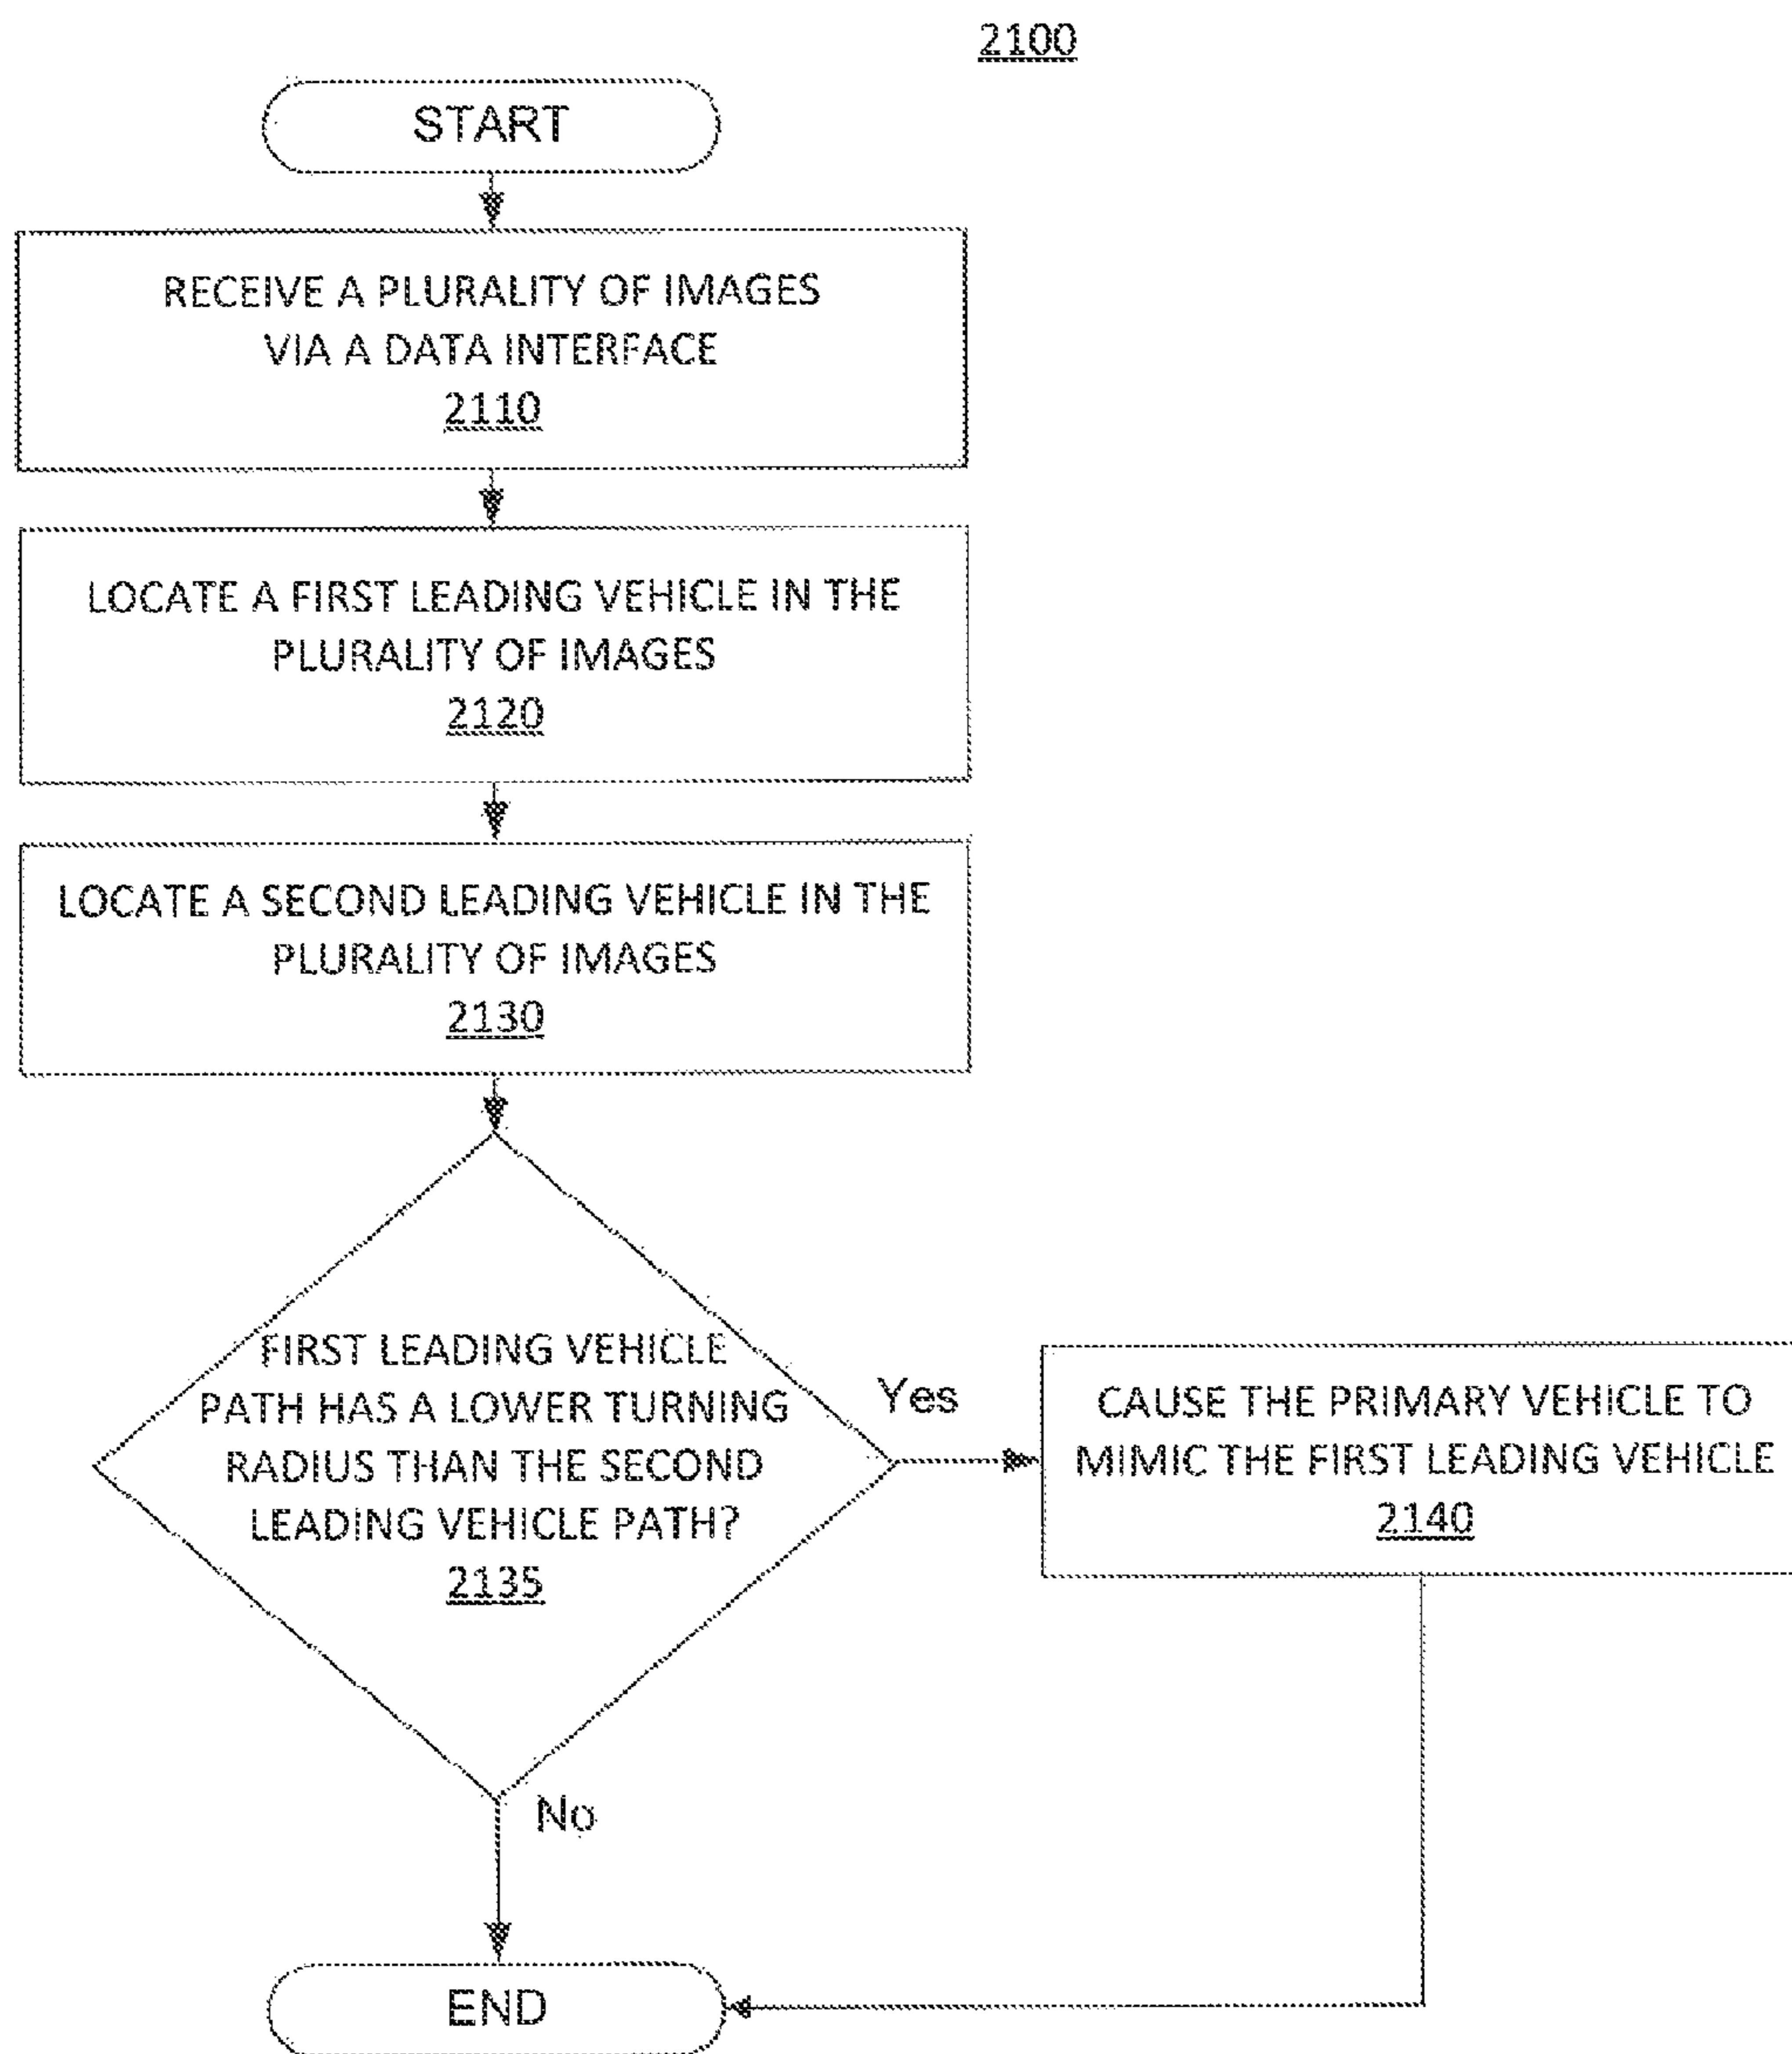 2100
START
RECEIVE A PLURALITY OF IMAGES
VIA A DATA INTERFACE
2110
LOCATE A FIRST LEADING VEHICLE IN THE
PLURALITY OF IMAGES
2120
LOCATE A SECOND LEADING VEHICLE IN THE
PLURALITY OF IMAGES
2130
FIRST LEADING VEHICLE
PATH HAS A LOWER TURNING
RADIUS THAN THE SECOND
LEADING VEHICLE PATH?
2135
Yes
CAUSE THE PRIMARY VEHICLE TO
MIMIC THE FIRST LEADING VEHICLE
2140
No
END